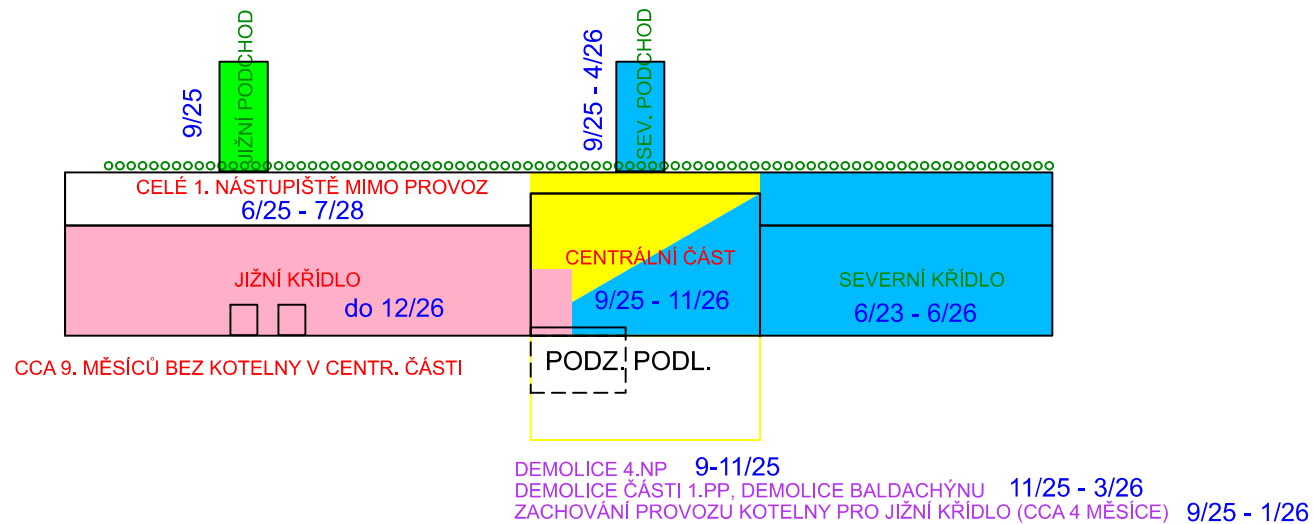 JIŽNÍ PODCHOD
9/25
SEV. PODCHOD
9/25 - 4/26
CELÉ 1. NÁSTUPIŠTĚ MIMO PROVOZ
6/25 - 7/28
JIŽNÍ KŘÍDLO
do 12/26
CENTRÁLNÍ ČÁST
9/25 - 11/26
SEVERNÍ KŘÍDLO
6/23 - 6/26
CCA 9. MĚSÍCŮ BEZ KOTELNY V CENTR. ČÁSTI
PODZ. PODL.
DEMOLICE 4.NP 9-11/25
DEMOLICE ČÁSTI 1.PP, DEMOLICE BALDACHÝNU 11/25 - 3/26
ZACHOVÁNÍ PROVOZU KOTELNY PRO JIŽNÍ KŘÍDLO (CCA 4 MĚSÍCE) 9/25 - 1/26